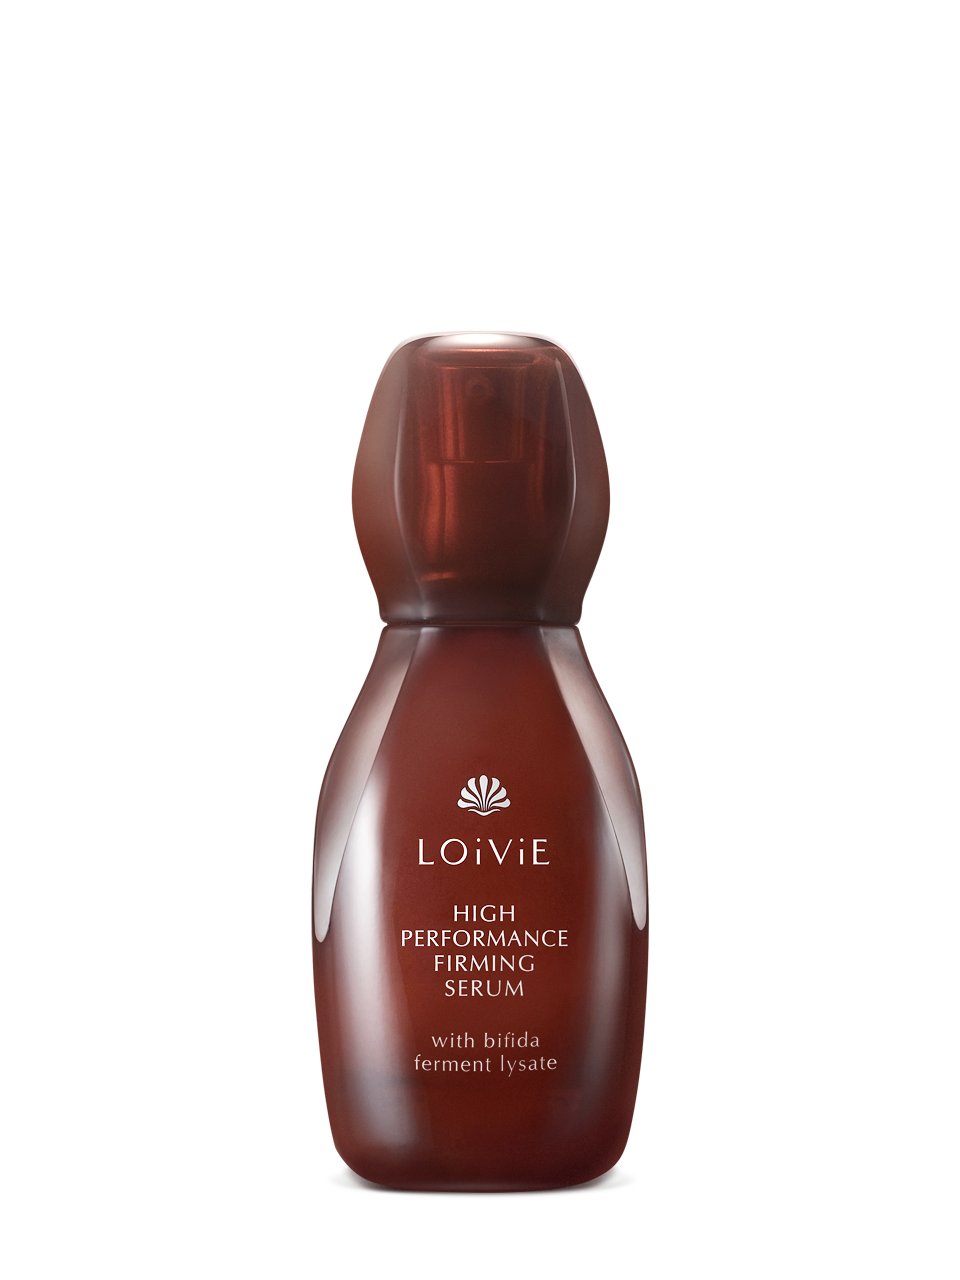 LOiViE
HIGH
PERFORMANCE
FIRMING
SERUM
with bifida
ferment lysate